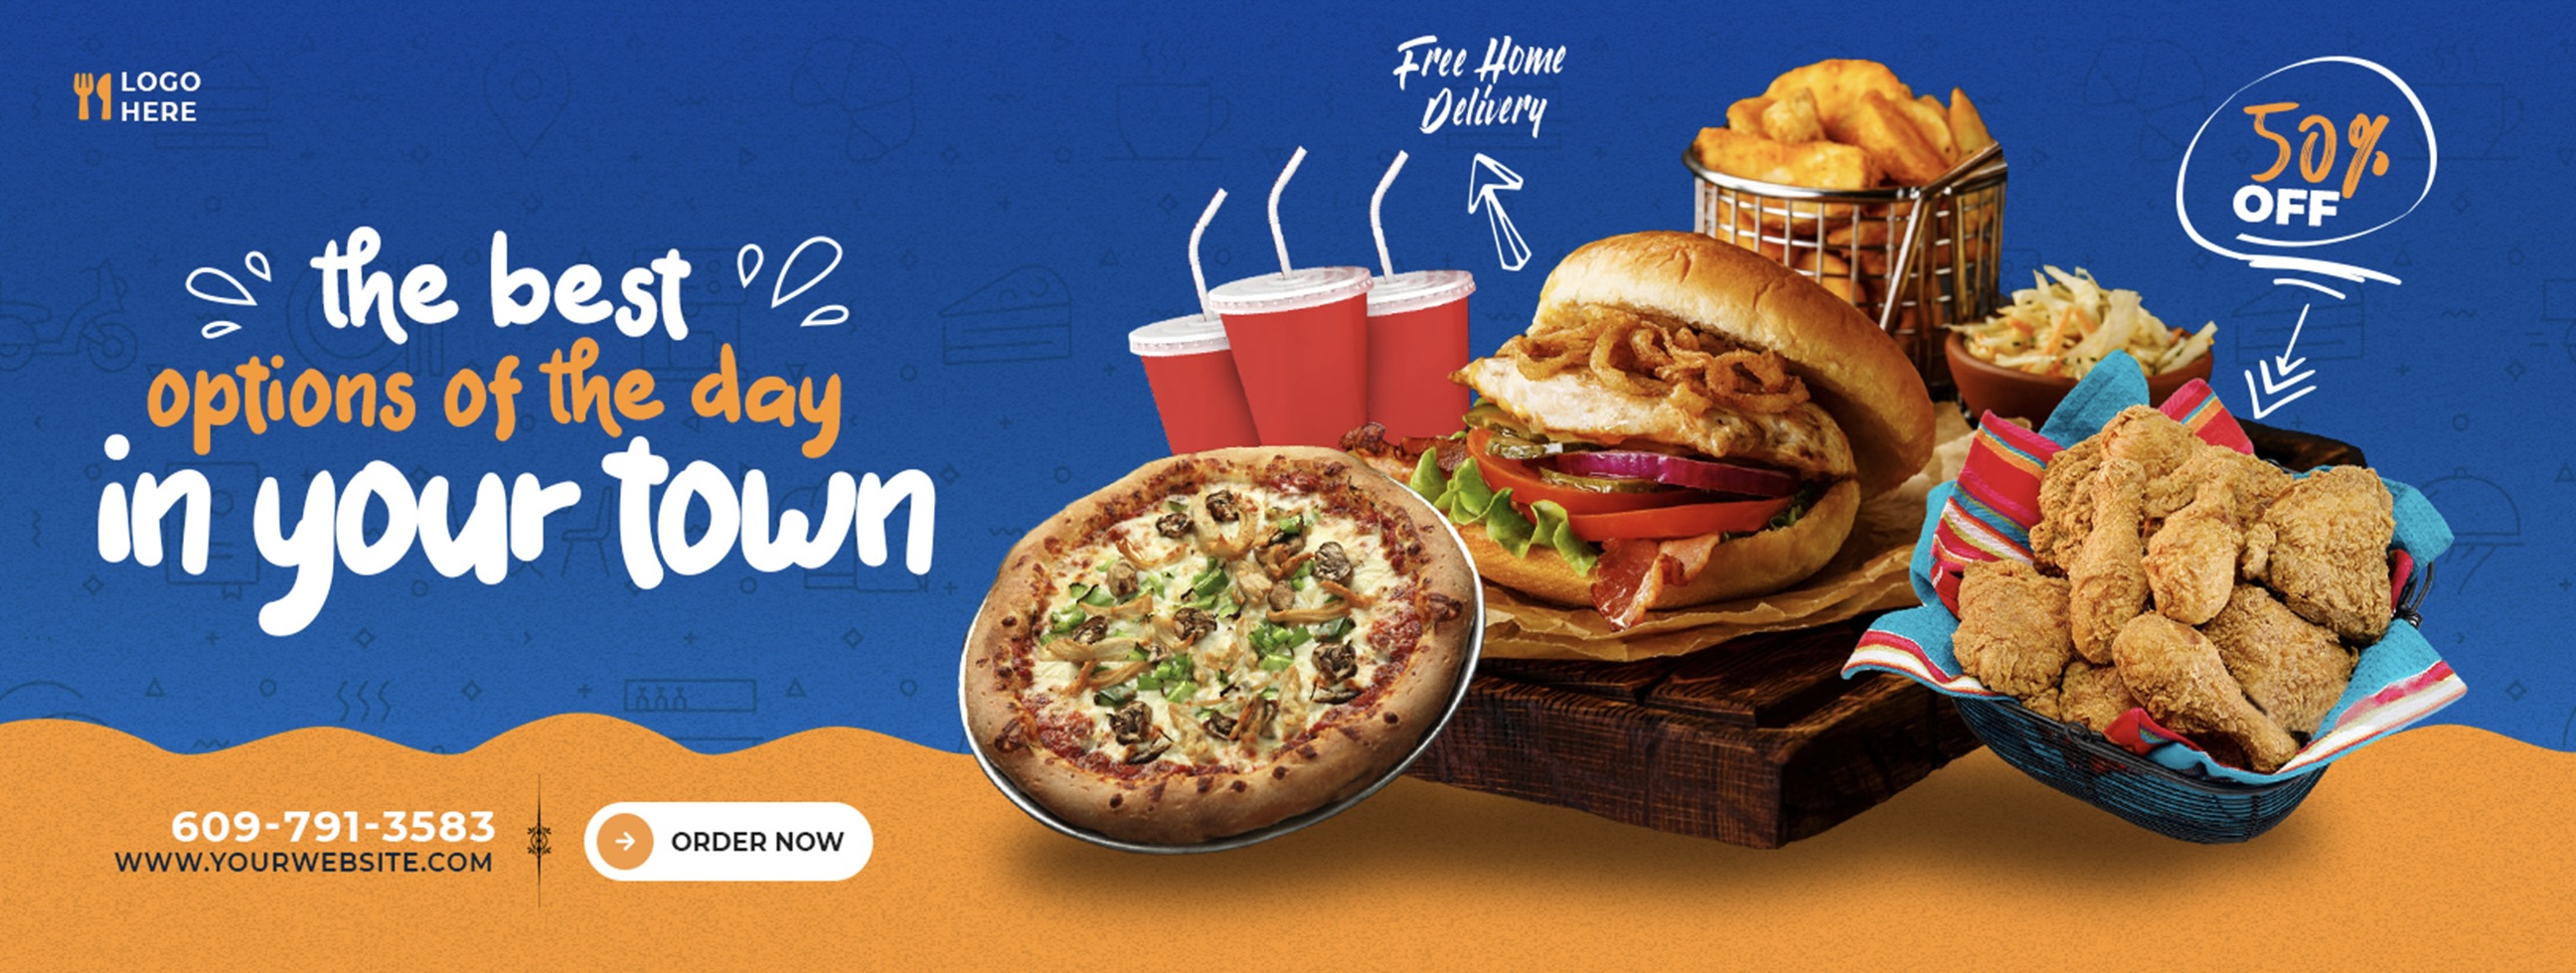 LOGO
HERE
Free Home
Delivery
50%
OFF
the best
options of the day
in your town
609-791-3583
WWW.YOURWEBSITE.COM
ORDER NOW